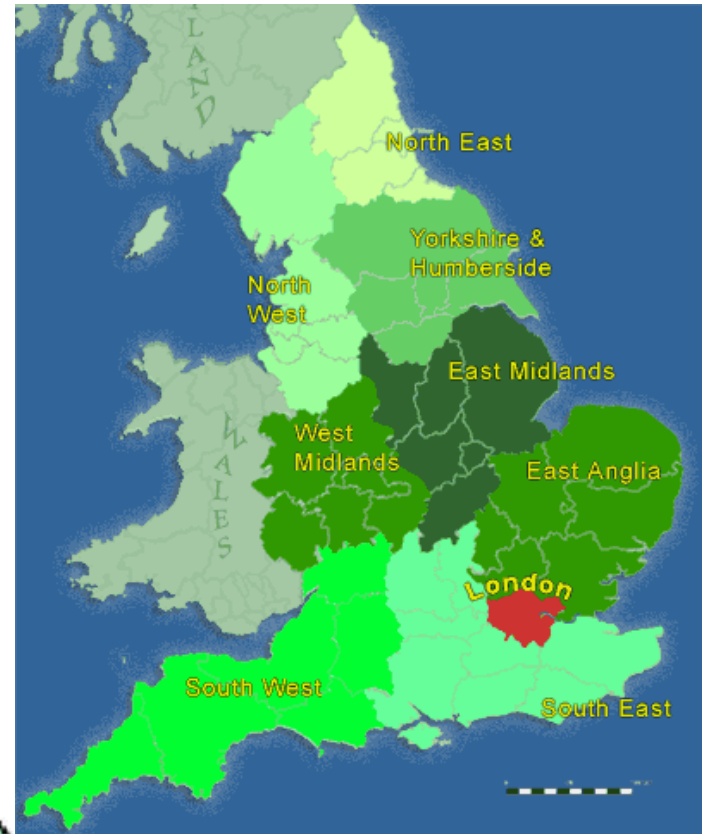 LAND
North East
Yorkshire &
Humberside
North
West
East Midlands
West
Midlands
East Anglia
WALES
London
South West
South East